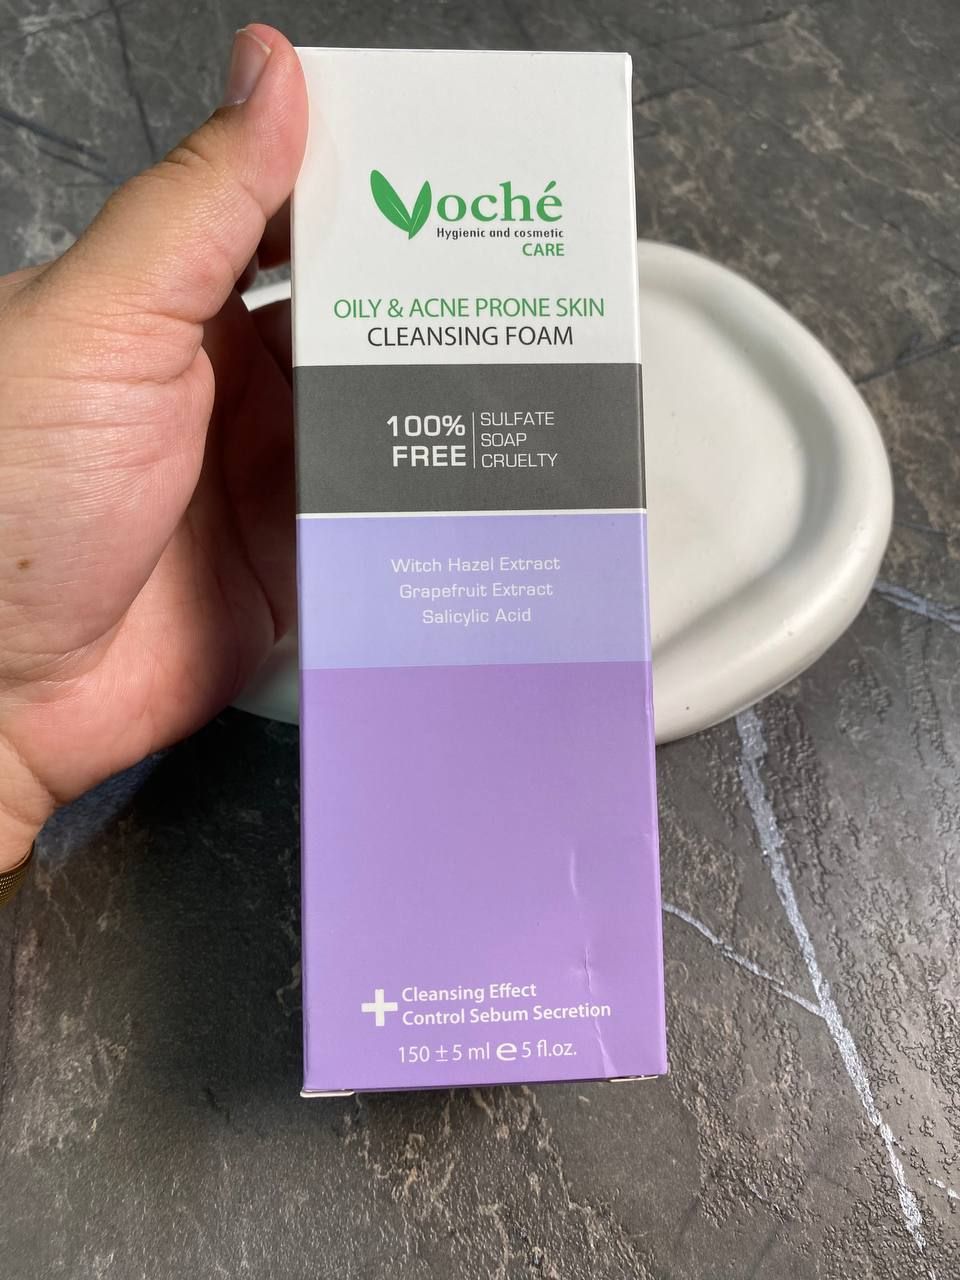 Voché
Hygienic and cosmetic
CARE
OILY & ACNE PRONE SKIN
CLEANSING FOAM
100% FREE
SULFATE
SOAP
CRUELTY
Witch Hazel Extract
Grapefruit Extract
Salicylic Acid
Cleansing Effect
Control Sebum Secretion
150 ± 5 ml ℮ 5 fl.oz.